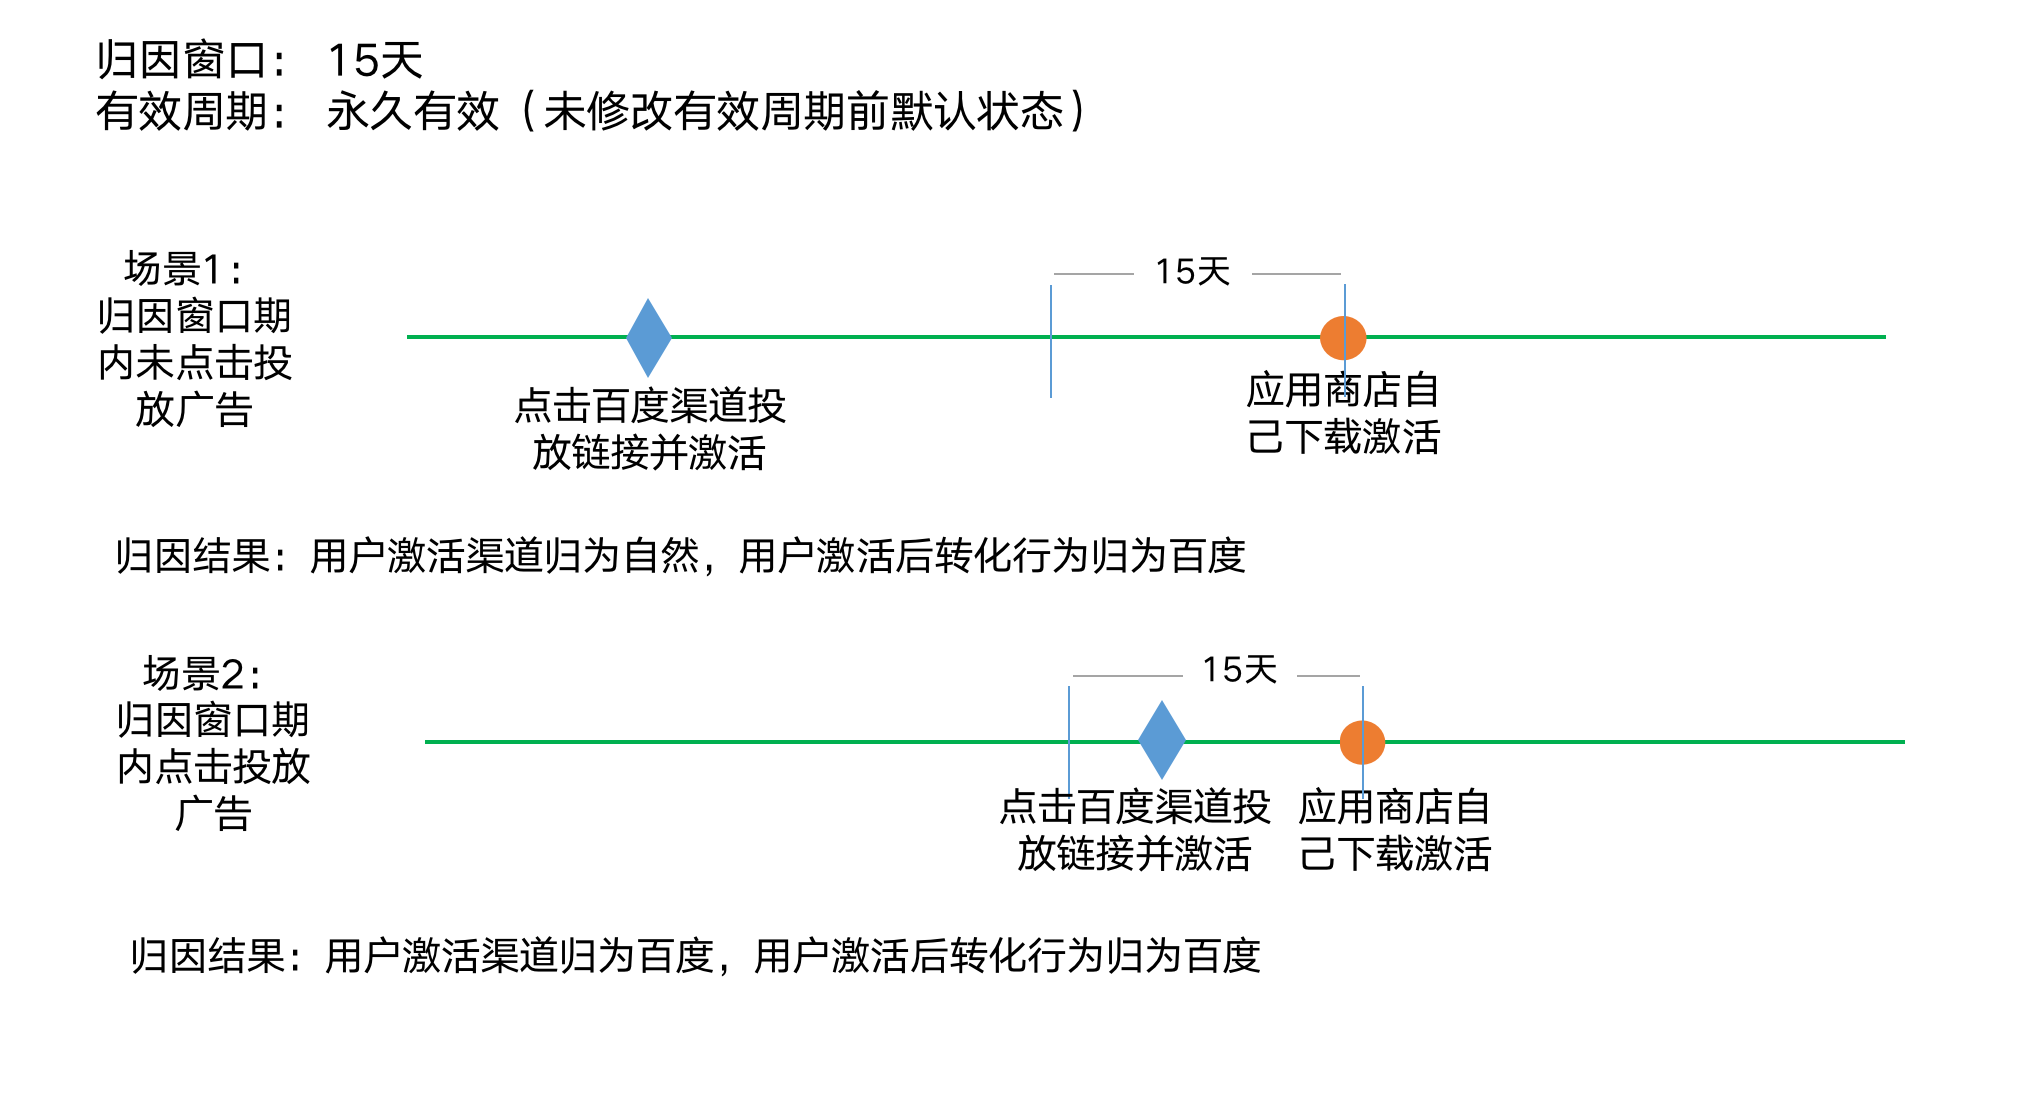 归因窗口： 15天
有效周期： 永久有效（未修改有效周期前默认状态）
场景1：
归因窗口期
内未点击投
放广告
15天
点击百度渠道投
放链接并激活
应用商店自
己下载激活
归因结果：用户激活渠道归为自然，用户激活后转化行为归为百度
场景2：
归因窗口期
内点击投放
广告
15天
点击百度渠道投
放链接并激活
应用商店自
己下载激活
归因结果：用户激活渠道归为百度，用户激活后转化行为归为百度